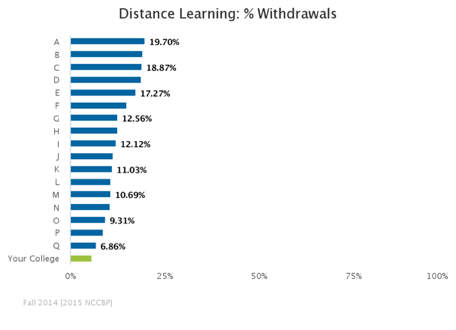 Distance Learning: % Withdrawals
A 19.70%
B
C 18.87%
D
E 17.27%
F
G 12.56%
H
I 12.12%
J
K 11.03%
L
M 10.69%
N
O 9.31%
P
Q 6.86%
Your College
0% 25% 50% 75% 100%
Fall 2014 [2015 NCCBP]